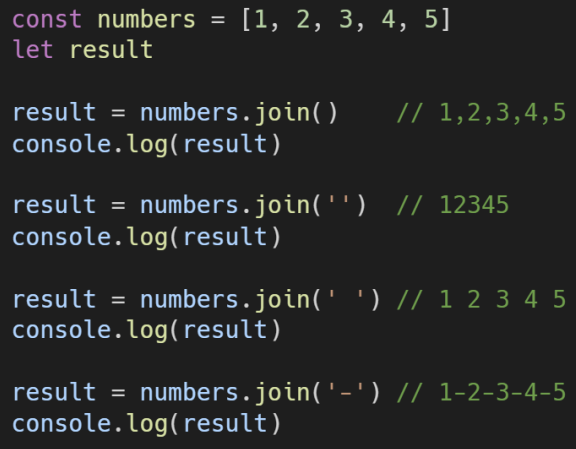 const numbers = [1, 2, 3, 4, 5]
let result
result = numbers.join()    // 1,2,3,4,5
console.log(result)
result = numbers.join('')  // 12345
console.log(result)
result = numbers.join(' ') // 1 2 3 4 5
console.log(result)
result = numbers.join('-') // 1-2-3-4-5
console.log(result)